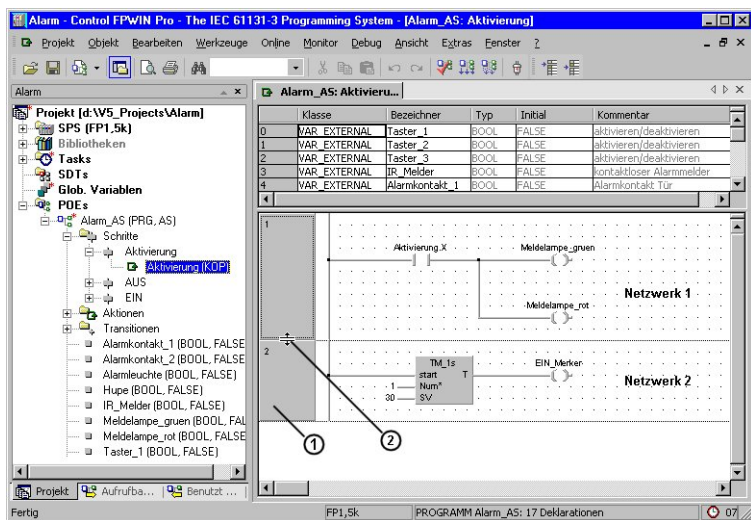 Alarm - Control FPWIN Pro - The IEC 61131-3 Programming System - [Alarm_AS: Aktivierung]
Projekt Objekt Bearbeiten Werkzeuge Online Monitor Debug Ansicht Extras Fenster ?
Alarm
Projekt [d:\V5_Projects\Alarm]
SPS (FP1,5k)
Bibliotheken
Tasks
SDTs
Glob. Variablen
POEs
Alarm_AS (PRG, AS)
Schritte
Aktivierung
Aktivierung (KOP)
AUS
EIN
Aktionen
Transitionen
Alarmkontakt_1 (BOOL, FALSE
Alarmkontakt_2 (BOOL, FALSE
Alarmleuchte (BOOL, FALSE)
Hupe (BOOL, FALSE)
IR_Melder (BOOL, FALSE)
Meldelampe_gruen (BOOL, FAL
Meldelampe_rot (BOOL, FALSE
Taster_1 (BOOL, FALSE)
Projekt Aufrufba... Benutzt ...
Alarm_AS: Aktivieru...
Klasse Bezeichner Typ Initial Kommentar
0 VAR_EXTERNAL Taster_1 BOOL FALSE aktivieren/deaktivieren
1 VAR_EXTERNAL Taster_2 BOOL FALSE aktivieren/deaktivieren
2 VAR_EXTERNAL Taster_3 BOOL FALSE aktivieren/deaktivieren
3 VAR_EXTERNAL IR_Melder BOOL FALSE kontaktloser Alarmmelder
4 VAR_EXTERNAL Alarmkontakt_1 BOOL FALSE Alarmkontakt Tür
1
Aktivierung.X Meldelampe_gruen
Netzwerk 1
Meldelampe_rot
2
TM_1s EIN_Merker
start T
1 Num*
Netzwerk 2
30 SV
1 2
Fertig FP1,5k PROGRAMM Alarm_AS: 17 Deklarationen 07